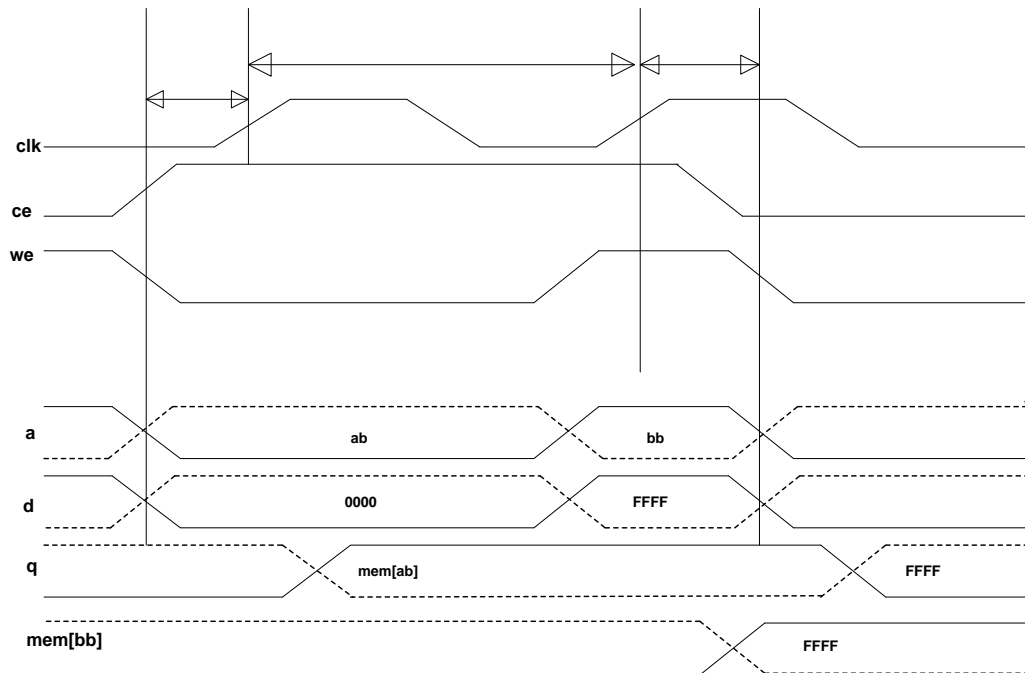 clk
ce
we
a ab bb
d 0000 FFFF
q mem[ab] FFFF
mem[bb] FFFF